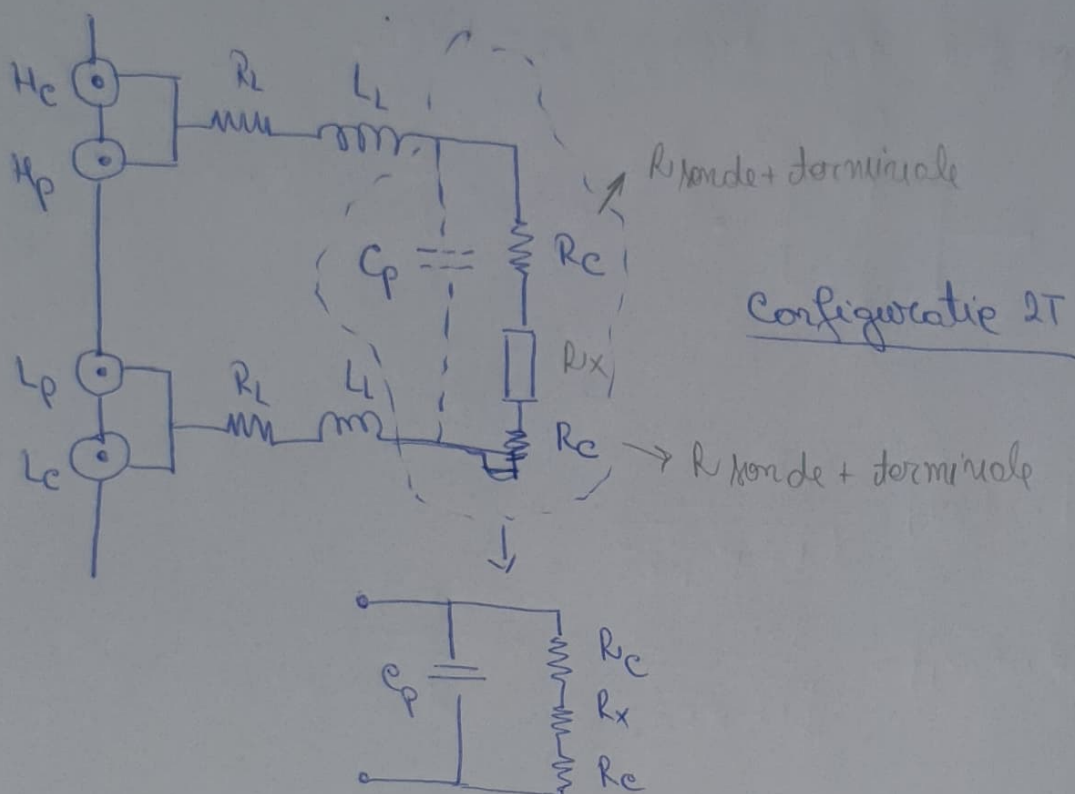 Hc
RL
LL
Hp
R sonde + terminale
Cp
Rc
Configuratie 2T
Rx
Lp
RL
LL
Rc
R sonde + terminale
Lc
Cp
Rc
Rx
Rc